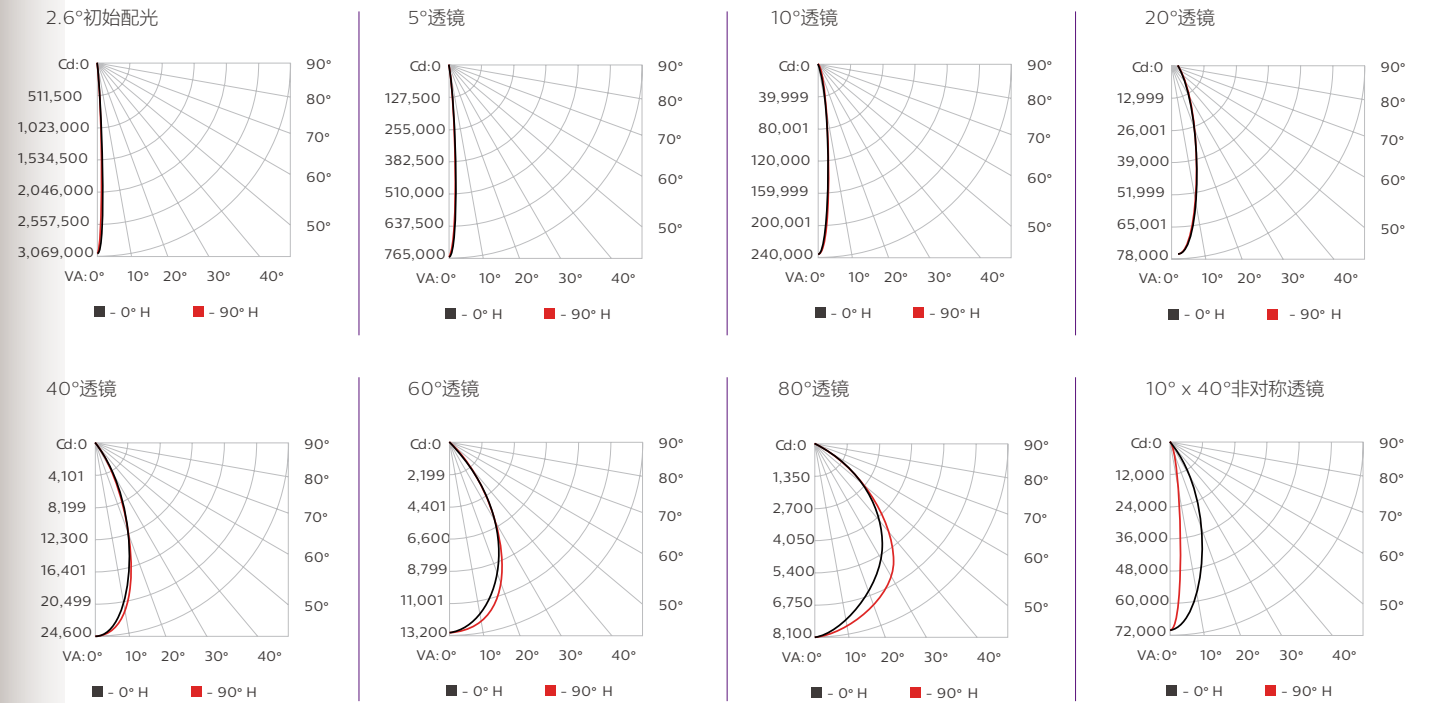 2.6°初始配光
Cd:0
511,500
1,023,000
1,534,500
2,046,000
2,557,500
3,069,000
90°
80°
70°
60°
50°
VA:0° 10° 20° 30° 40°
- 0° H - 90° H
5°透镜
Cd:0
127,500
255,000
382,500
510,000
637,500
765,000
90°
80°
70°
60°
50°
VA:0° 10° 20° 30° 40°
- 0° H - 90° H
10°透镜
Cd:0
39,999
80,001
120,000
159,999
200,001
240,000
90°
80°
70°
60°
50°
VA:0° 10° 20° 30° 40°
- 0° H - 90° H
20°透镜
Cd:0
12,999
26,001
39,000
51,999
65,001
78,000
90°
80°
70°
60°
50°
VA:0° 10° 20° 30° 40°
- 0° H - 90° H
40°透镜
Cd:0
4,101
8,199
12,300
16,401
20,499
24,600
90°
80°
70°
60°
50°
VA:0° 10° 20° 30° 40°
- 0° H - 90° H
60°透镜
Cd:0
2,199
4,401
6,600
8,799
11,001
13,200
90°
80°
70°
60°
50°
VA:0° 10° 20° 30° 40°
- 0° H - 90° H
80°透镜
Cd:0
1,350
2,700
4,050
5,400
6,750
8,100
90°
80°
70°
60°
50°
VA:0° 10° 20° 30° 40°
- 0° H - 90° H
10° x 40°非对称透镜
Cd:0
12,000
24,000
36,000
48,000
60,000
72,000
90°
80°
70°
60°
50°
VA:0° 10° 20° 30° 40°
- 0° H - 90° H